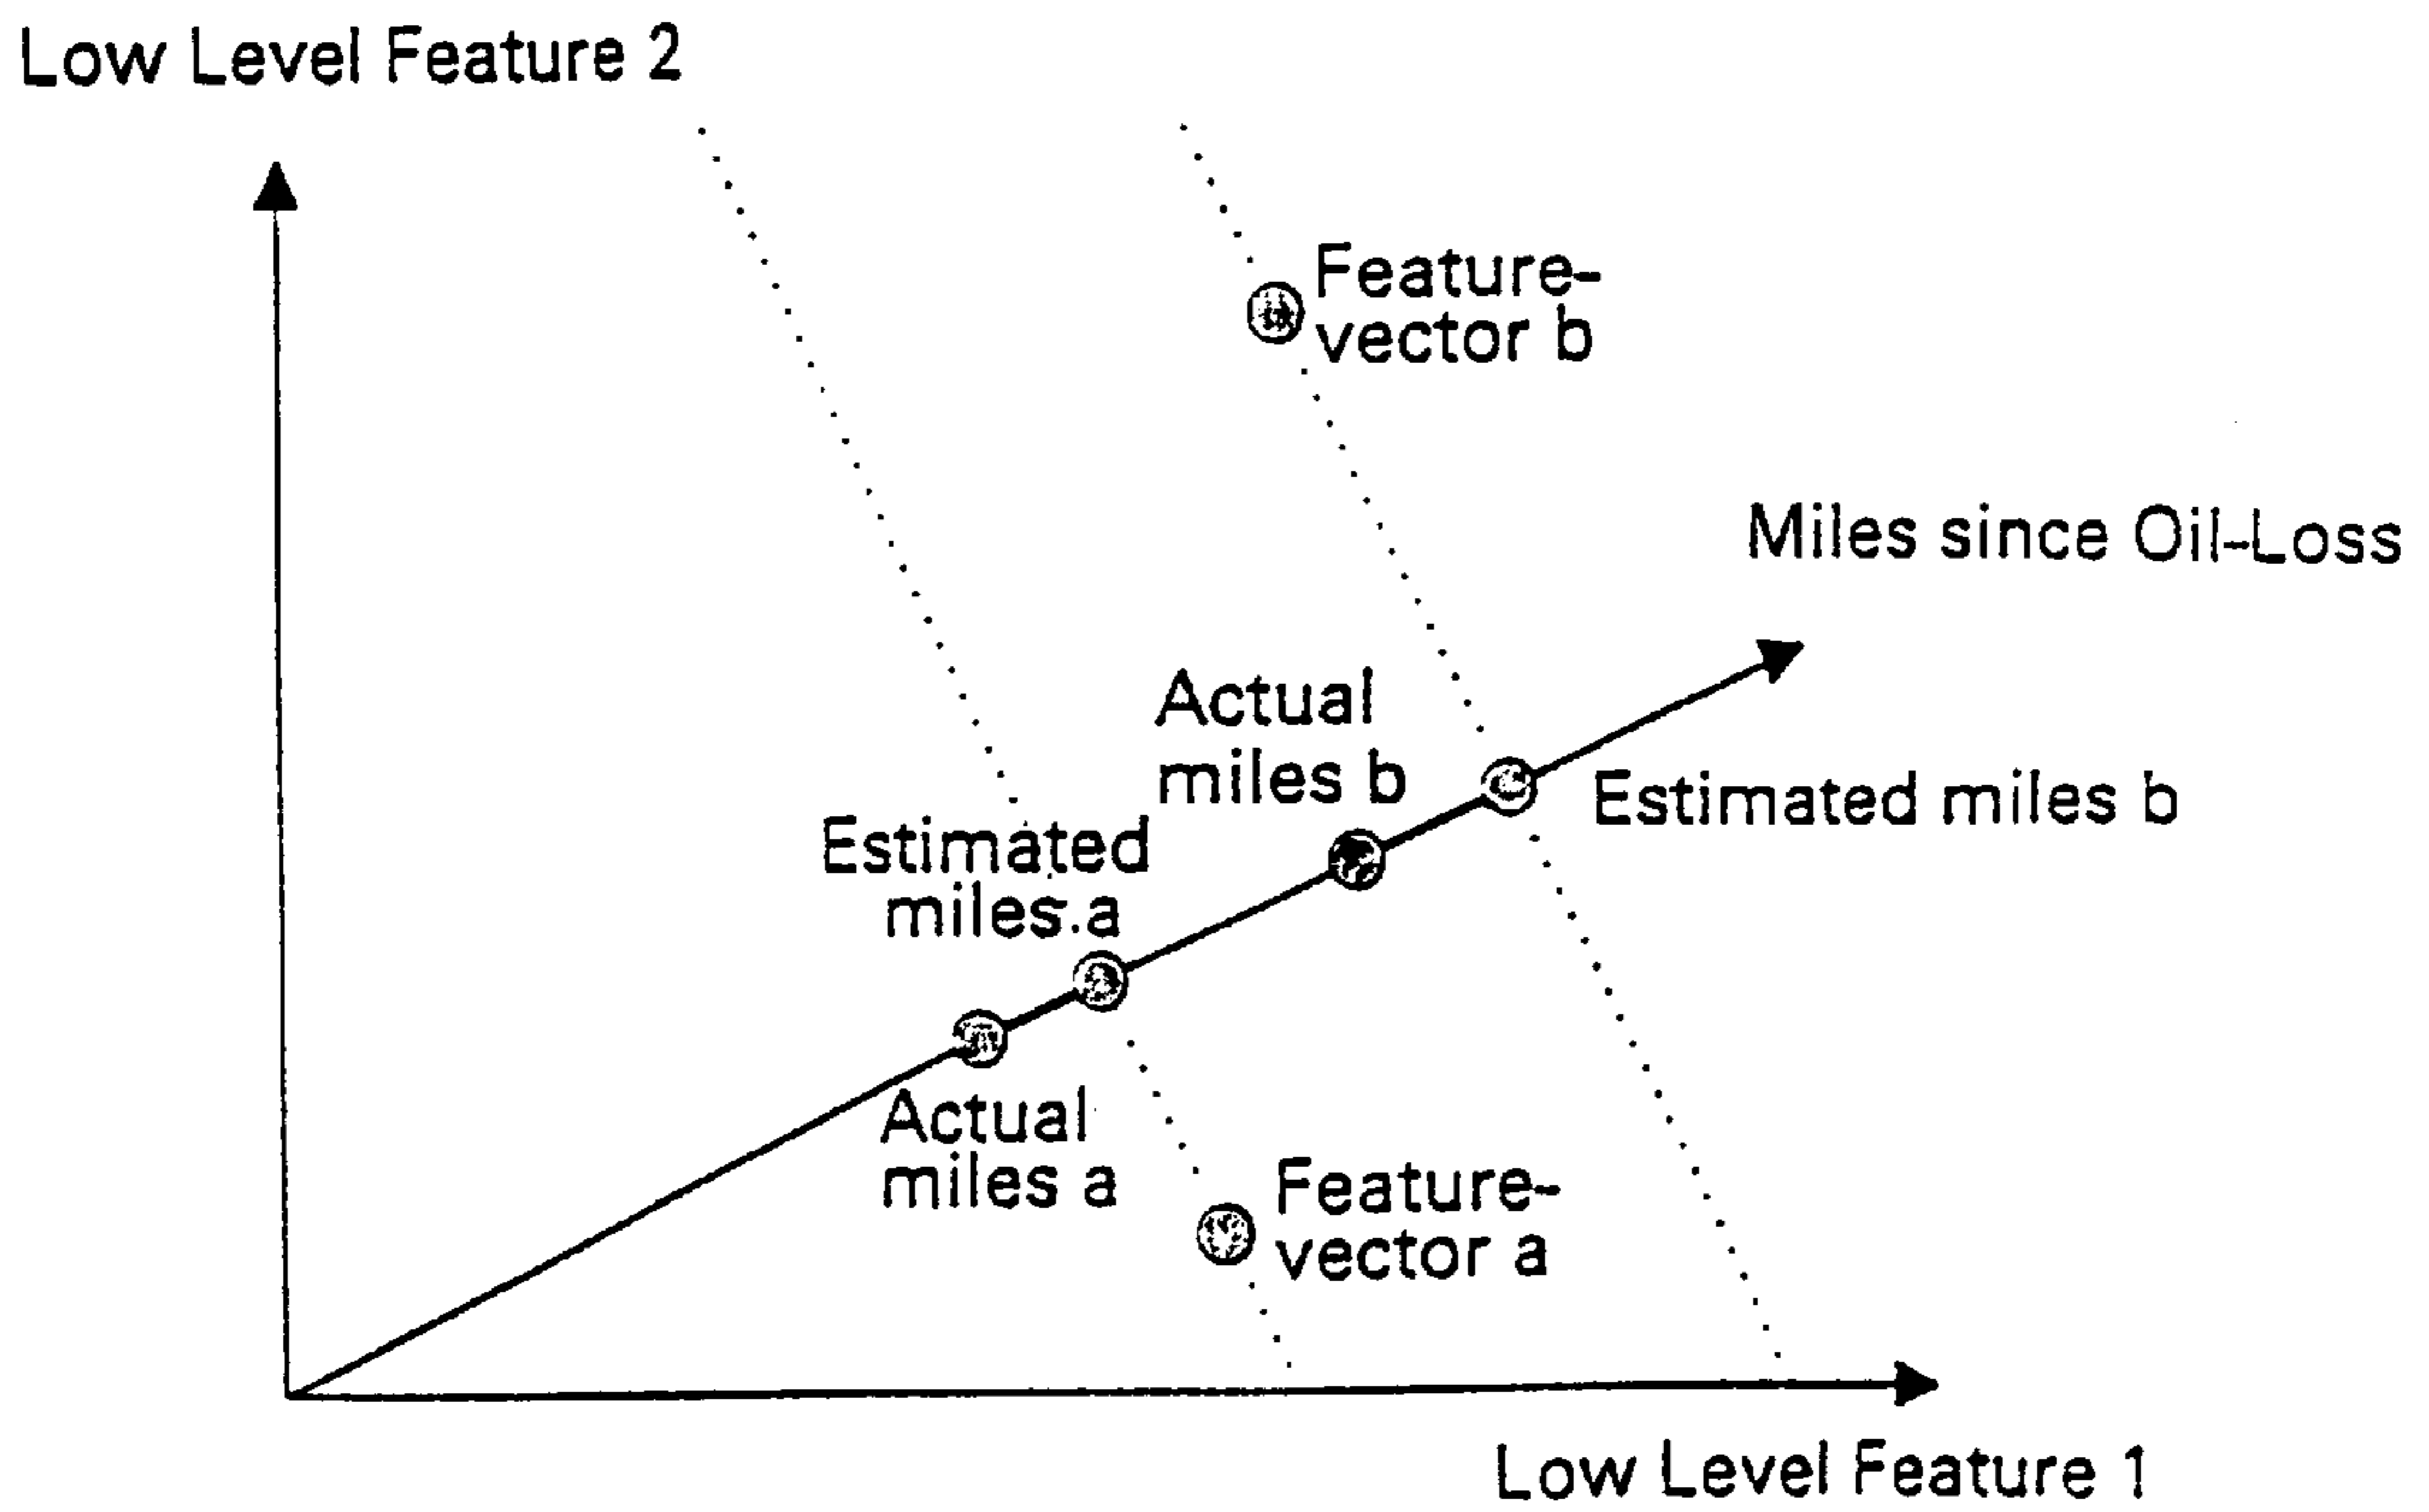 Low Level Feature 2
Feature-
vector b
Miles since Oil-Loss
Actual
miles b
Estimated miles b
Estimated
miles a
Actual
miles a
Feature-
vector a
Low Level Feature 1